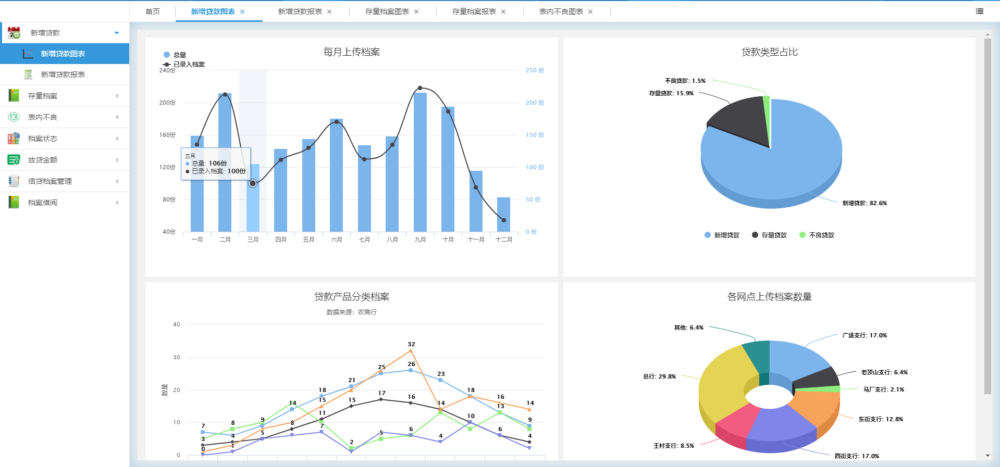 首页
新增贷款图表 ×
新增贷款报表 ×
存量档案图表 ×
存量档案报表 ×
表内不良图表 ×
新增贷款
新增贷款图表
新增贷款报表
存量档案
表内不良
档案状态
放贷金额
信贷档案管理
档案借阅
每月上传档案
总量
已录入档案
240份
200份
160份
120份
80份
40份
250 份
200 份
150 份
100 份
50 份
0 份
三月
总量: 106份
已录入档案: 100份
一月 二月 三月 四月 五月 六月 七月 八月 九月 十月 十一月 十二月
贷款类型占比
不良贷款: 1.5%
存量贷款: 15.9%
新增贷款: 82.6%
新增贷款 存量贷款 不良贷款
贷款产品分类档案
数据来源：农商行
数量
40
30
20
10
0
32
25 26
23
21
18 18
17
16 16
15 15
14 14 14
13
11
10
9 9
8 8
7 7
6 6
5 5
4 4 4
3
2
1
0
各网点上传档案数量
其他: 6.4%
广场支行: 17.0%
老顶山支行: 6.4%
总行: 29.8%
马厂支行: 2.1%
东街支行: 12.8%
王村支行: 8.5%
西街支行: 17.0%